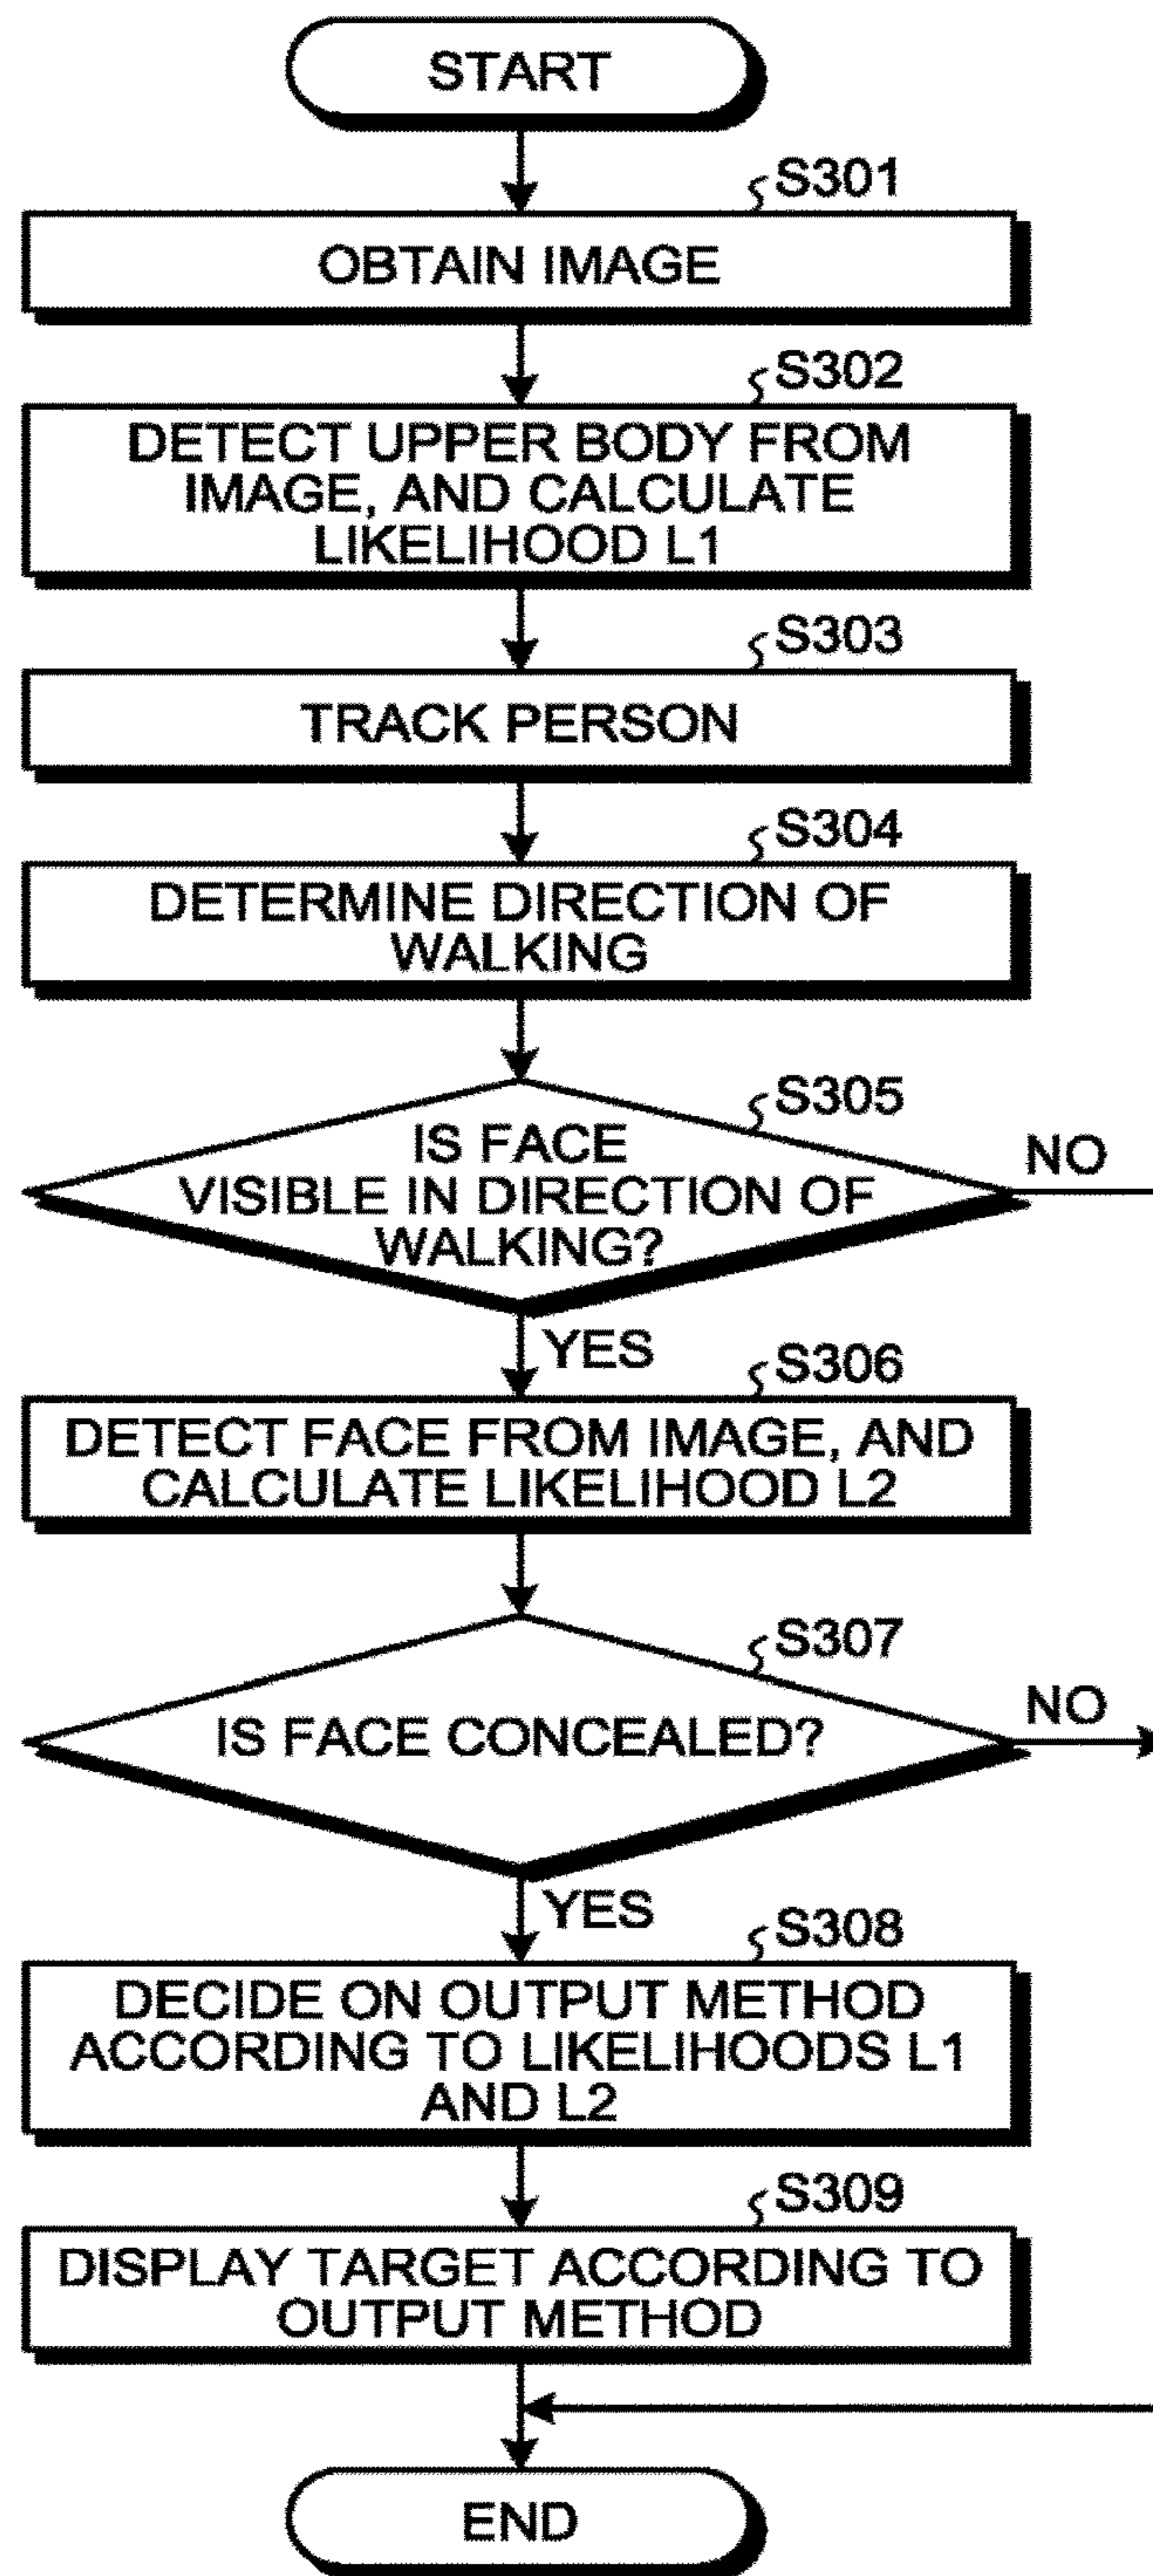 START
S301
OBTAIN IMAGE
S302
DETECT UPPER BODY FROM
IMAGE, AND CALCULATE
LIKELIHOOD L1
S303
TRACK PERSON
S304
DETERMINE DIRECTION OF
WALKING
S305
IS FACE
VISIBLE IN DIRECTION OF
WALKING?
NO
YES
S306
DETECT FACE FROM IMAGE, AND
CALCULATE LIKELIHOOD L2
S307
IS FACE CONCEALED?
NO
YES
S308
DECIDE ON OUTPUT METHOD
ACCORDING TO LIKELIHOODS L1
AND L2
S309
DISPLAY TARGET ACCORDING TO
OUTPUT METHOD
END